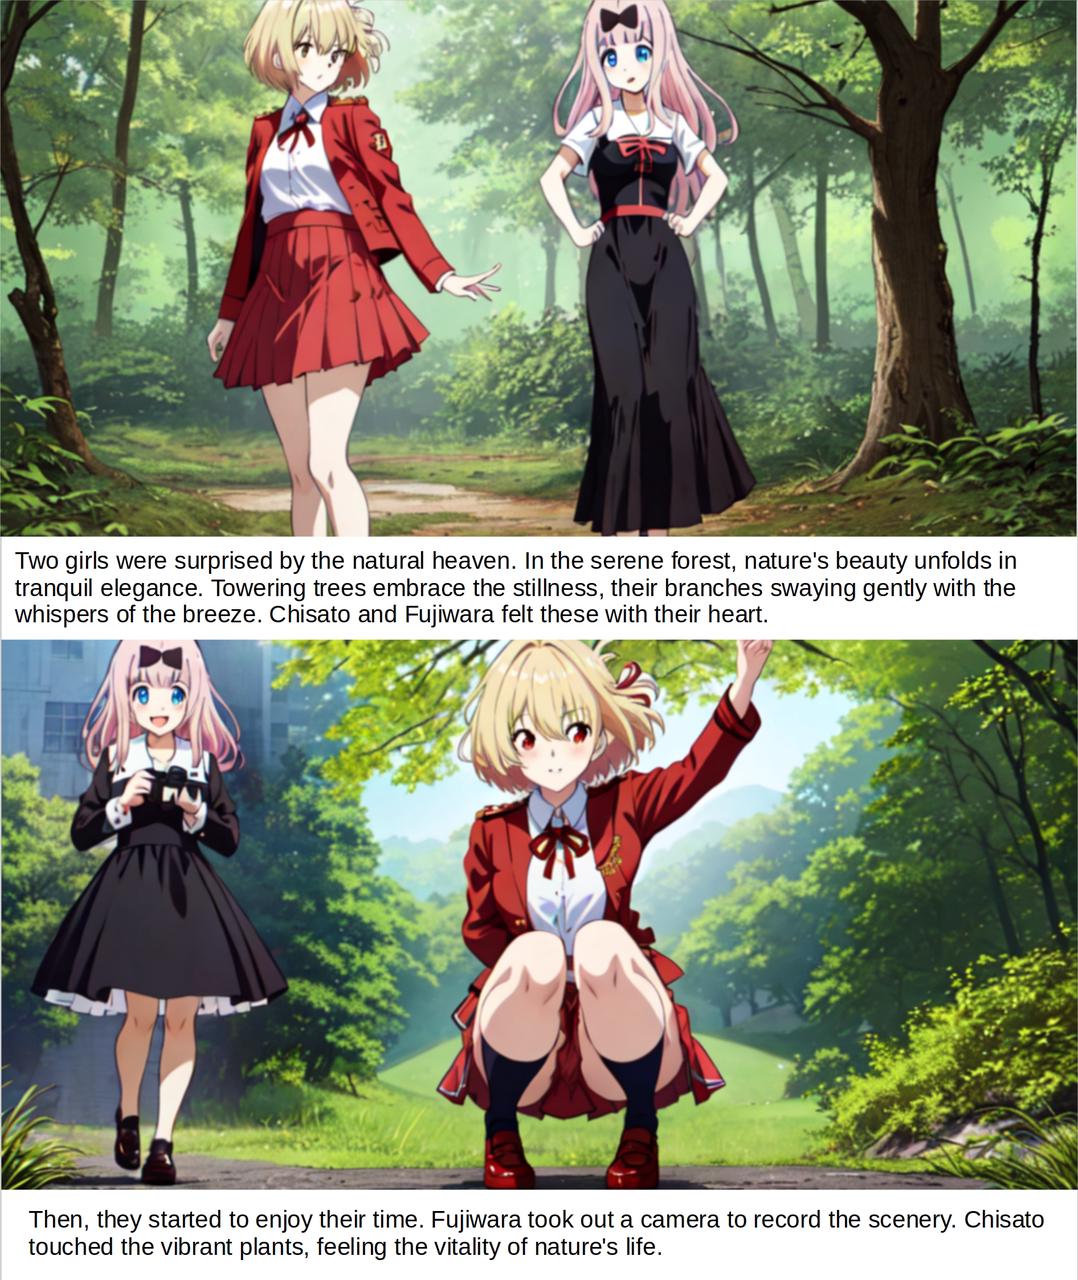 Two girls were surprised by the natural heaven. In the serene forest, nature's beauty unfolds in
tranquil elegance. Towering trees embrace the stillness, their branches swaying gently with the
whispers of the breeze. Chisato and Fujiwara felt these with their heart.
Then, they started to enjoy their time. Fujiwara took out a camera to record the scenery. Chisato
touched the vibrant plants, feeling the vitality of nature's life.